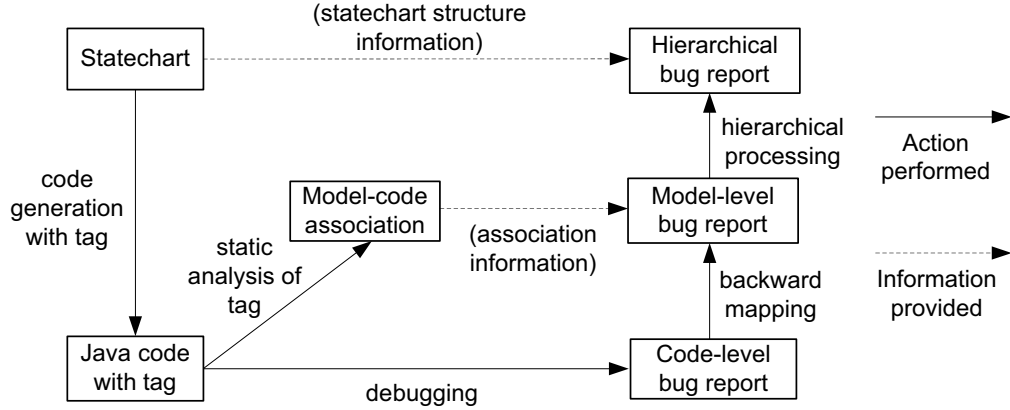 (statechart structure
information)
Statechart
Hierarchical
bug report
code
generation
with tag
hierarchical
processing
Action
performed
Model-code
association
Model-level
bug report
(association
information)
static
analysis of
tag
backward
mapping
Information
provided
Java code
with tag
debugging
Code-level
bug report